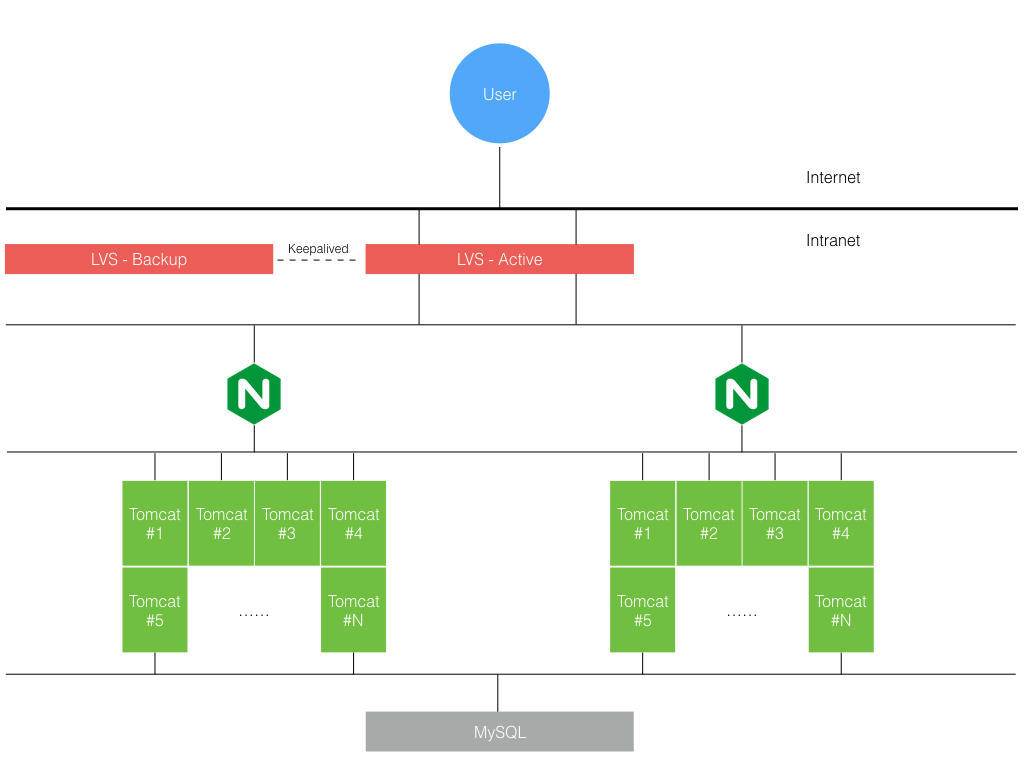 User
Internet
Intranet
Keepalived
LVS - Backup
LVS - Active
N
N
Tomcat
#1
Tomcat
#2
Tomcat
#3
Tomcat
#4
Tomcat
#1
Tomcat
#2
Tomcat
#3
Tomcat
#4
Tomcat
#5
......
Tomcat
#N
Tomcat
#5
......
Tomcat
#N
MySQL